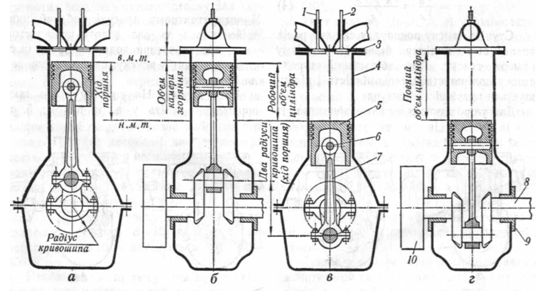 1
2
3
в.м.т.
Хід
поршня
н.м.т.
Об'єм
камери
згоряння
Робочий
об'єм
циліндра
Два радіуси
кривошипа
(хід поршня)
5
6
7
Повний
об'єм циліндра
8
9
10
Радіус
кривошипа
а
б
в
г